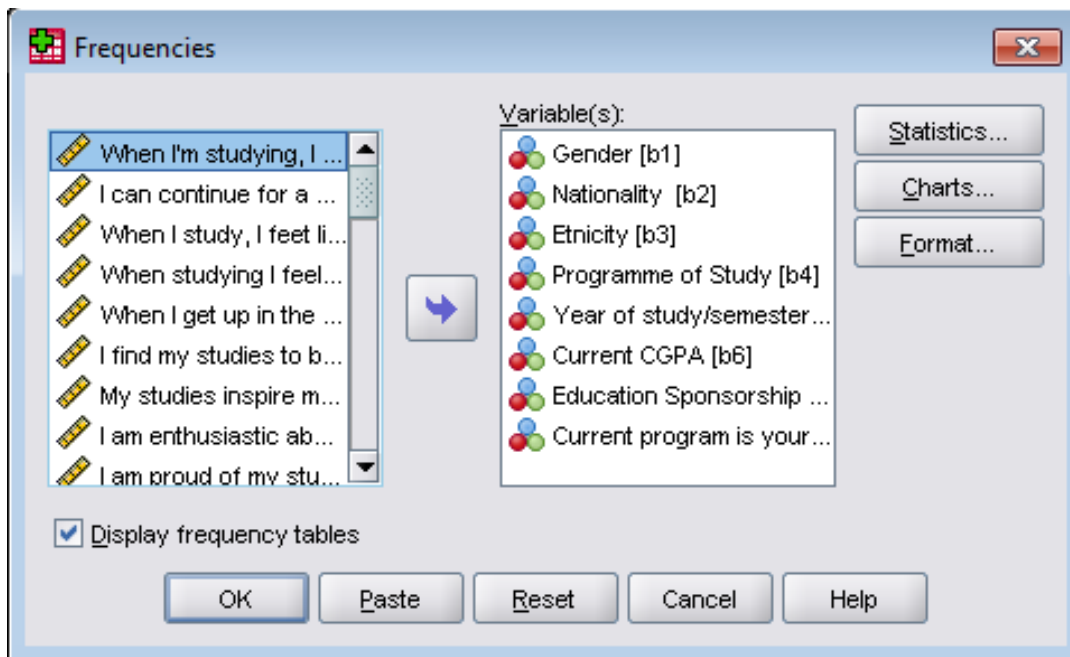 Frequencies
When I'm studying, I ...
I can continue for a ...
When I study, I feel li...
When studying I feel...
When I get up in the ...
I find my studies to b...
My studies inspire m...
I am enthusiastic ab...
I am proud of my stu...
Variable(s):
Gender [b1]
Nationality [b2]
Etnicity [b3]
Programme of Study [b4]
Year of study/semester...
Current CGPA [b6]
Education Sponsorship ...
Current program is your...
Statistics...
Charts...
Format...
Display frequency tables
OK Paste Reset Cancel Help